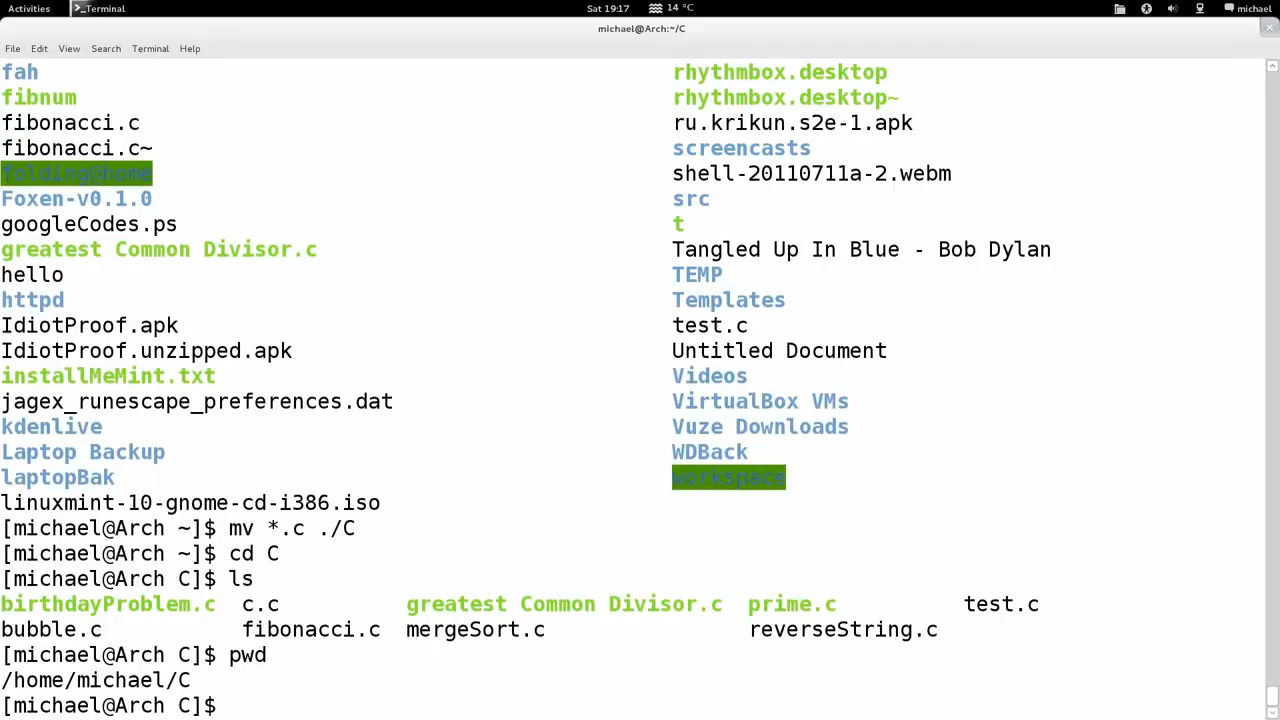 Activities Terminal Sat 19:17 14 °C michael
michael@Arch:~/C
File Edit View Search Terminal Help
fah rhythmbox.desktop
fibnum rhythmbox.desktop~
fibonacci.c ru.krikun.s2e-1.apk
fibonacci.c~ screencasts
folding@home shell-20110711a-2.webm
Foxen-v0.1.0 src
googleCodes.ps t
greatest Common Divisor.c Tangled Up In Blue - Bob Dylan
hello TEMP
httpd Templates
IdiotProof.apk test.c
IdiotProof.unzipped.apk Untitled Document
installMeMint.txt Videos
jagex_runescape_preferences.dat VirtualBox VMs
kdenlive Vuze Downloads
Laptop Backup WDBack
laptopBak workspace
linuxmint-10-gnome-cd-i386.iso
[michael@Arch ~]$ mv *.c ./C
[michael@Arch ~]$ cd C
[michael@Arch C]$ ls
birthdayProblem.c c.c greatest Common Divisor.c prime.c test.c
bubble.c fibonacci.c mergeSort.c reverseString.c
[michael@Arch C]$ pwd
/home/michael/C
[michael@Arch C]$